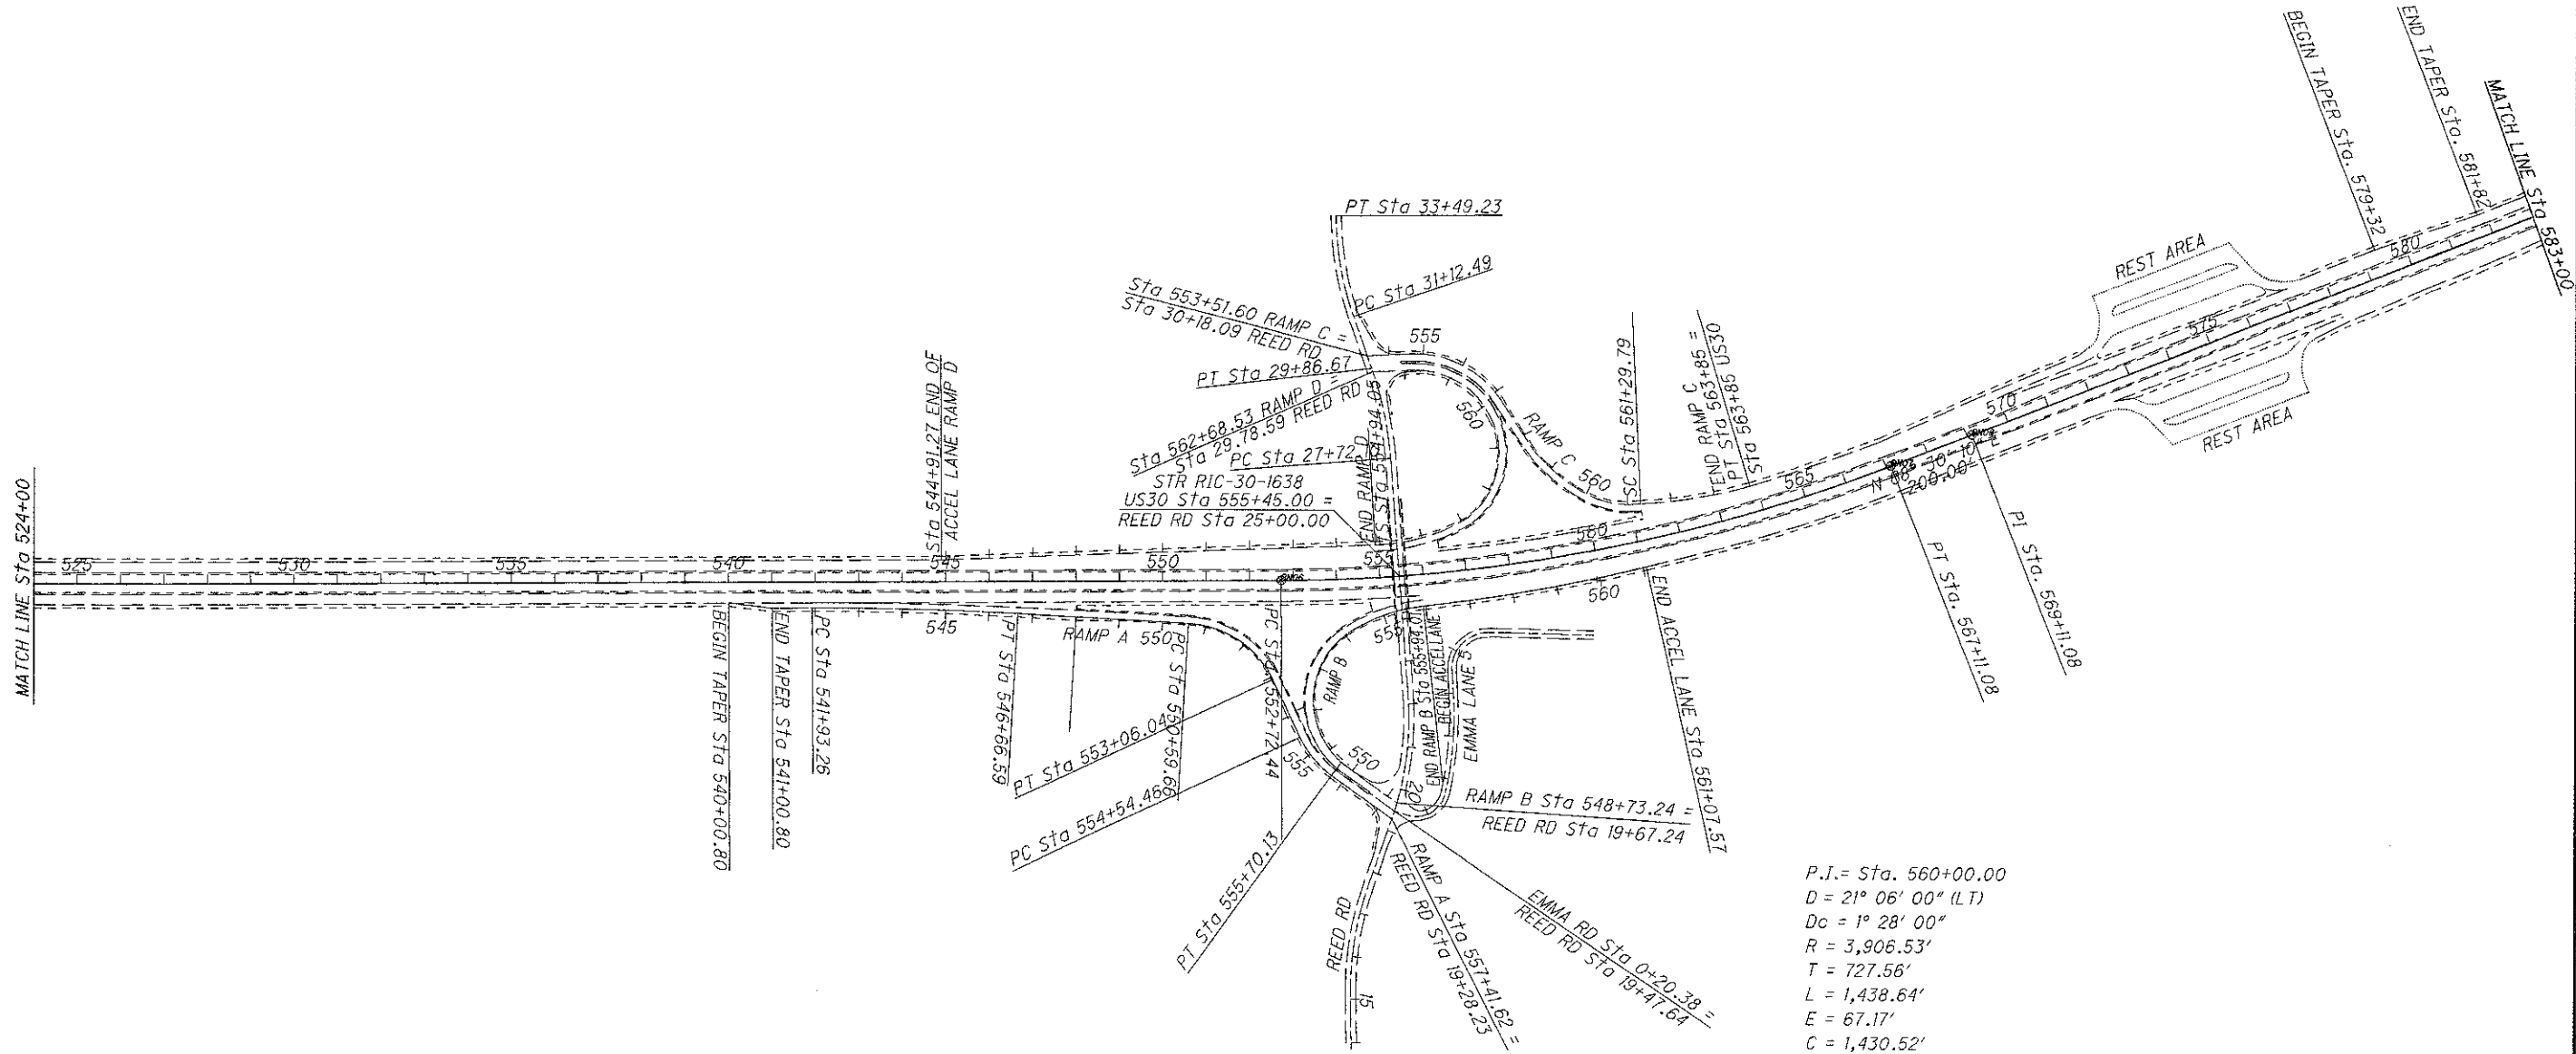 MATCH LINE Sta 524+00
525
530
535
540
545
550
555
560
565
570
575
580
BEGIN TAPER Sta 540+00.80
END TAPER Sta 541+00.80
PC Sta 541+93.26
Sta 544+91.27 END OF
ACCEL LANE RAMP D
545
PT Sta 546+66.59
RAMP A
550
PC Sta 550+59.66
PC Sta 552+72.44
PT Sta 553+06.04
PC Sta 554+54.46
555
PT Sta 555+70.13
PT Sta 33+49.23
PC Sta 31+12.49
Sta 553+51.60 RAMP C =
Sta 30+18.09 REED RD
PT Sta 29+86.67
Sta 562+68.53 RAMP D =
Sta 29.78.59 REED RD
PC Sta 27+72
STR RIC-30-1638
US30 Sta 555+45.00 =
REED RD Sta 25+00.00
END RAMP D
555
560
RAMP C
560
SC Sta 561+29.79
END RAMP C
PT Sta 563+85 =
Sta 563+85 US30
555
RAMP B
550
20
END RAMP B Sta
BEGIN ACCEL LANE
EMMA LANE 5
560
END ACCEL LANE Sta 561+07.57
RAMP B Sta 548+73.24 =
REED RD Sta 19+67.24
EMMA RD Sta 0+20.38 =
REED RD Sta 19+47.64
RAMP A Sta 557+41.62 =
REED RD Sta 19+28.23
REED RD
15
200.00'
PT Sta. 567+11.08
PI Sta. 569+11.08
REST AREA
REST AREA
BEGIN TAPER Sta. 579+32
END TAPER Sta. 581+82
MATCH LINE Sta 583+00
P.I.= Sta. 560+00.00
D = 21° 06' 00" (LT)
Dc = 1° 28' 00"
R = 3,906.53'
T = 727.56'
L = 1,438.64'
E = 67.17'
C = 1,430.52'